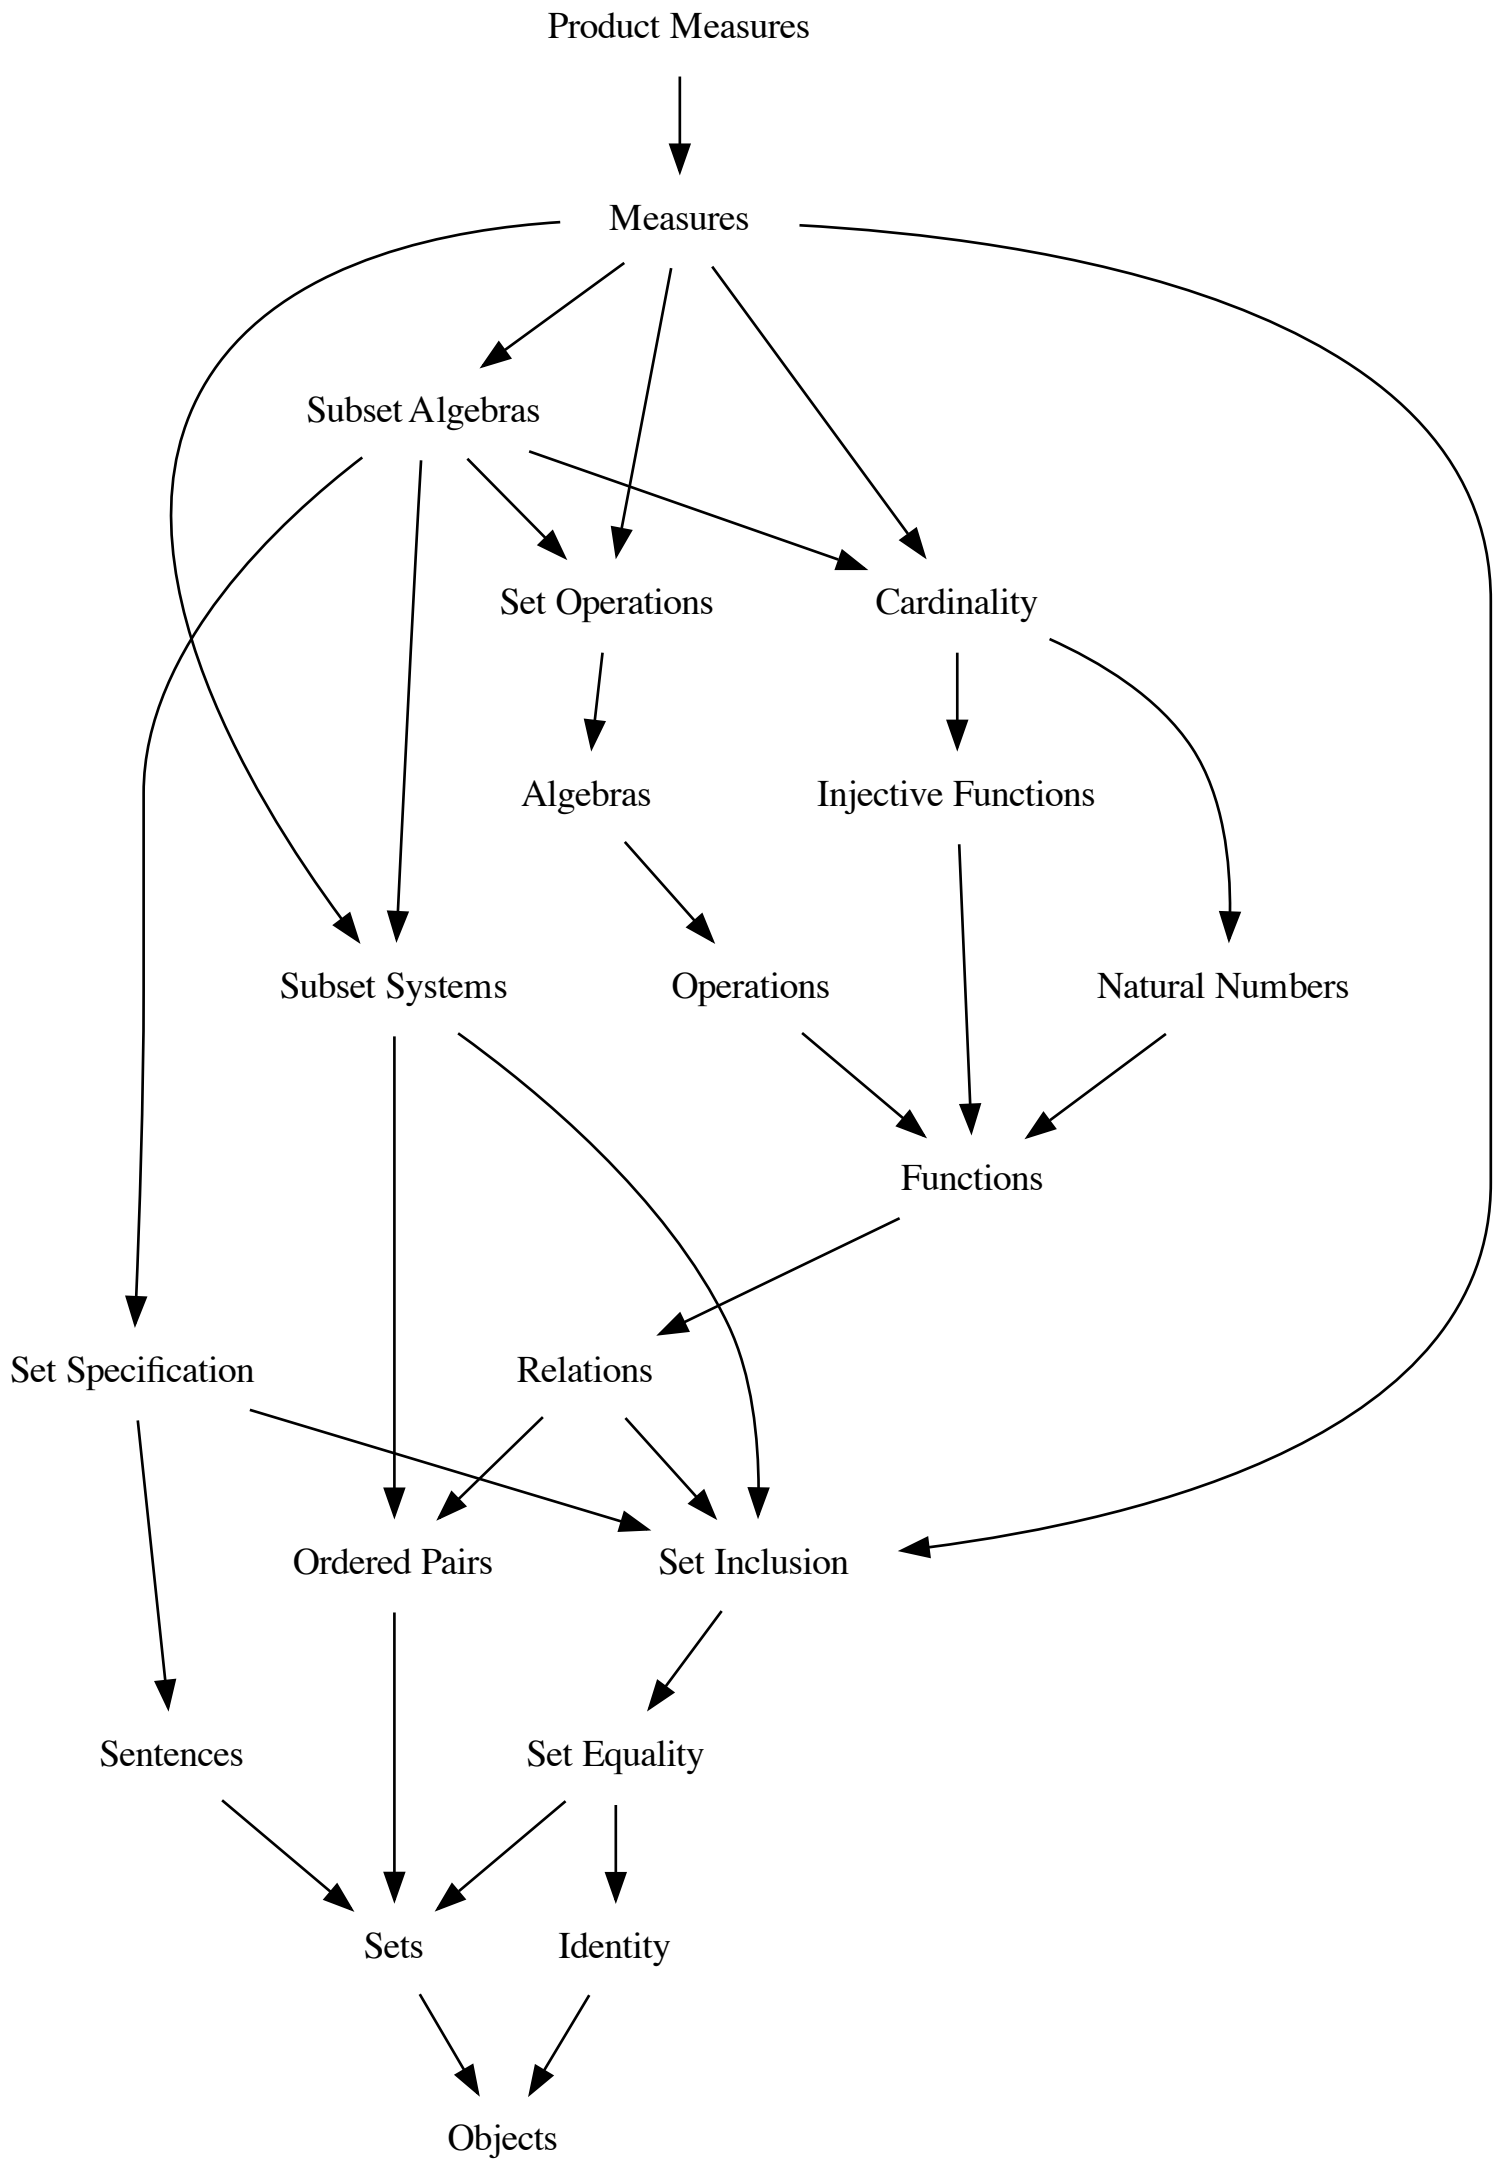 Product Measures
Measures
Subset Algebras
Set Operations
Cardinality
Algebras
Injective Functions
Subset Systems
Operations
Natural Numbers
Functions
Set Specification
Relations
Ordered Pairs
Set Inclusion
Sentences
Set Equality
Sets
Identity
Objects